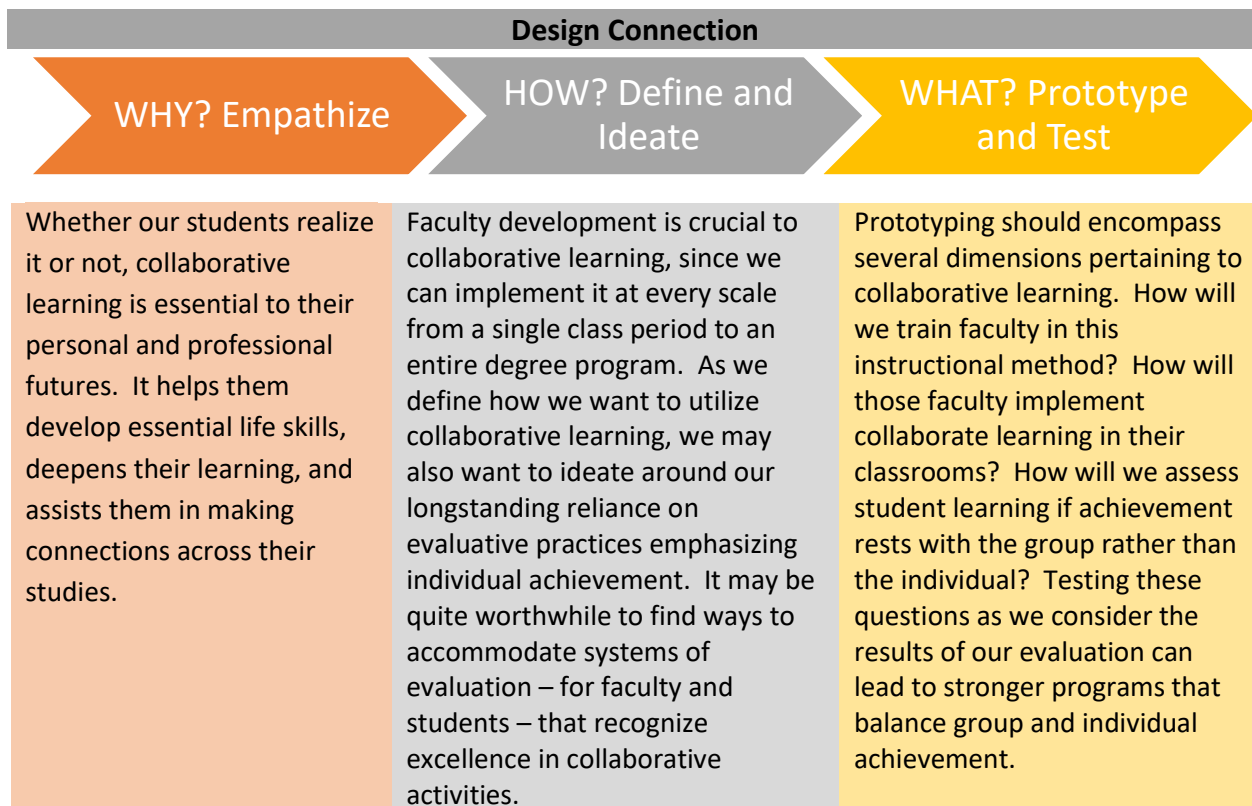 Design Connection
WHY? Empathize
HOW? Define and
Ideate
WHAT? Prototype
and Test
Whether our students realize
it or not, collaborative
learning is essential to their
personal and professional
futures.  It helps them
develop essential life skills,
deepens their learning, and
assists them in making
connections across their
studies.
Faculty development is crucial to
collaborative learning, since we
can implement it at every scale
from a single class period to an
entire degree program.  As we
define how we want to utilize
collaborative learning, we may
also want to ideate around our
longstanding reliance on
evaluative practices emphasizing
individual achievement.  It may be
quite worthwhile to find ways to
accommodate systems of
evaluation – for faculty and
students – that recognize
excellence in collaborative
activities.
Prototyping should encompass
several dimensions pertaining to
collaborative learning.  How will
we train faculty in this
instructional method?  How will
those faculty implement
collaborate learning in their
classrooms?  How will we assess
student learning if achievement
rests with the group rather than
the individual?  Testing these
questions as we consider the
results of our evaluation can
lead to stronger programs that
balance group and individual
achievement.